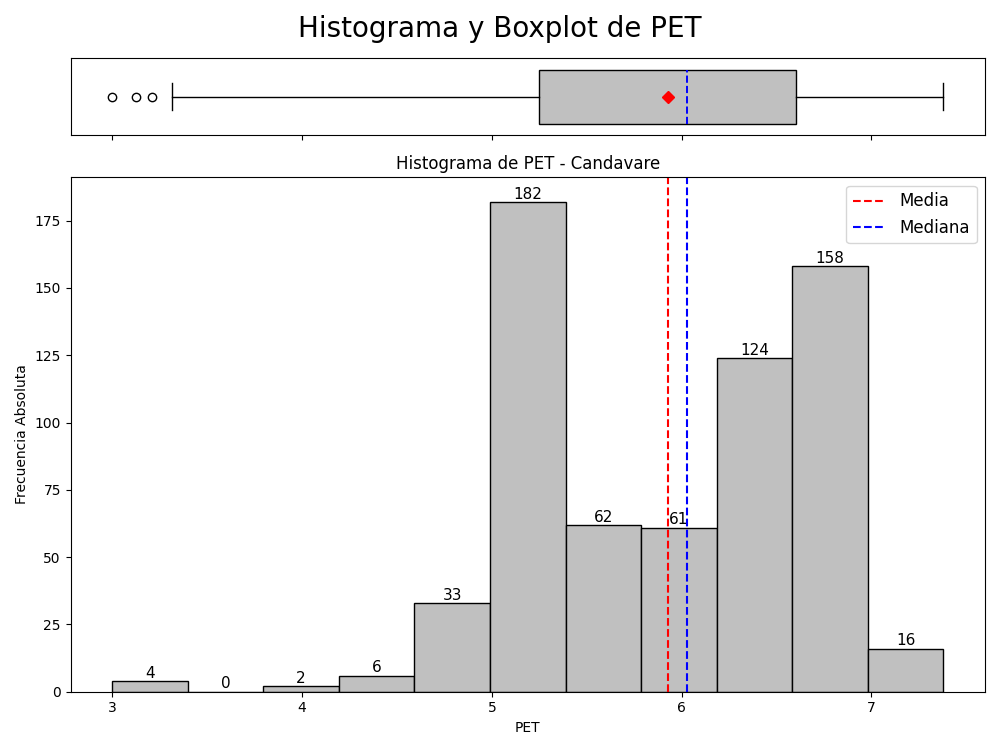 Histograma y Boxplot de PET
Histograma de PET - Candavare
Media
Mediana
182
158
124
62
61
33
16
6
4
2
0
175
150
125
100
75
50
25
0
Frecuencia Absoluta
3 4 5 6 7
PET